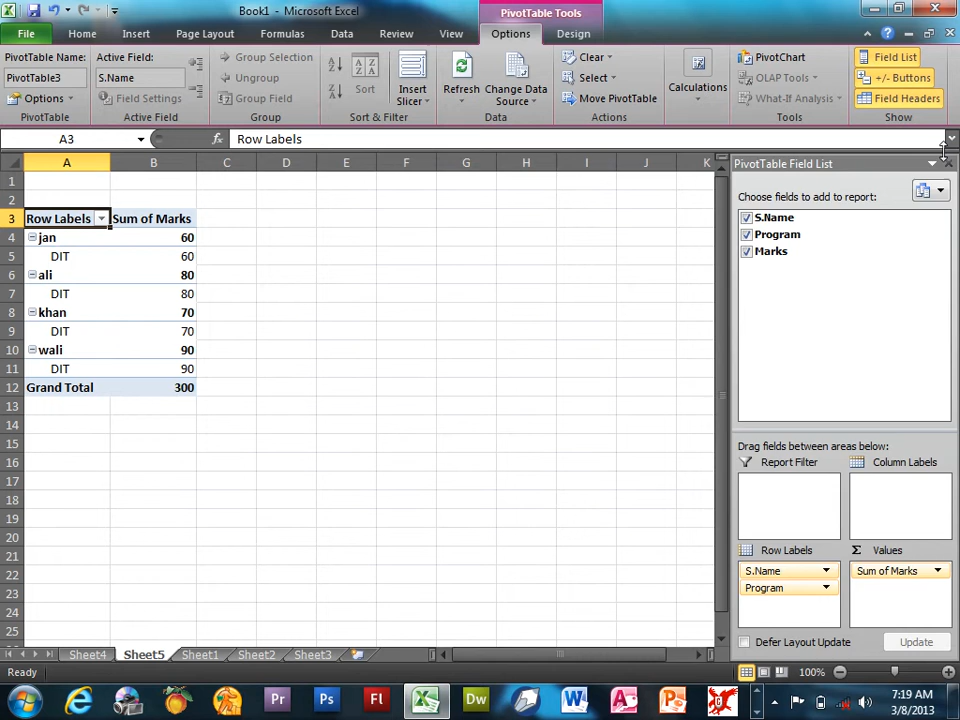 Book1 - Microsoft Excel
PivotTable Tools
File Home Insert Page Layout Formulas Data Review View Options Design
PivotTable Name: Active Field: Group Selection Clear PivotChart Field List
PivotTable3 S.Name Ungroup Select OLAP Tools +/- Buttons
Options Field Settings Group Field Sort Insert Slicer Refresh Change Data Source Move PivotTable Calculations What-If Analysis Field Headers
PivotTable Active Field Group Sort & Filter Data Actions Tools Show
A3 fx Row Labels
A B C D E F G H I J K
PivotTable Field List
1
Choose fields to add to report:
2
3 Row Labels Sum of Marks
4 jan 60
5 DIT 60
6 ali 80
7 DIT 80
8 khan 70
9 DIT 70
10 wali 90
11 DIT 90
12 Grand Total 300
13
14
15
16
17
18
19
20
21
22
23
24
25
S.Name
Program
Marks
Drag fields between areas below:
Report Filter Column Labels
Row Labels Σ Values
S.Name Sum of Marks
Program
Defer Layout Update Update
Sheet4 Sheet5 Sheet1 Sheet2 Sheet3
Ready 100%
Pr Ps Fl Dw
7:19 AM
3/8/2013